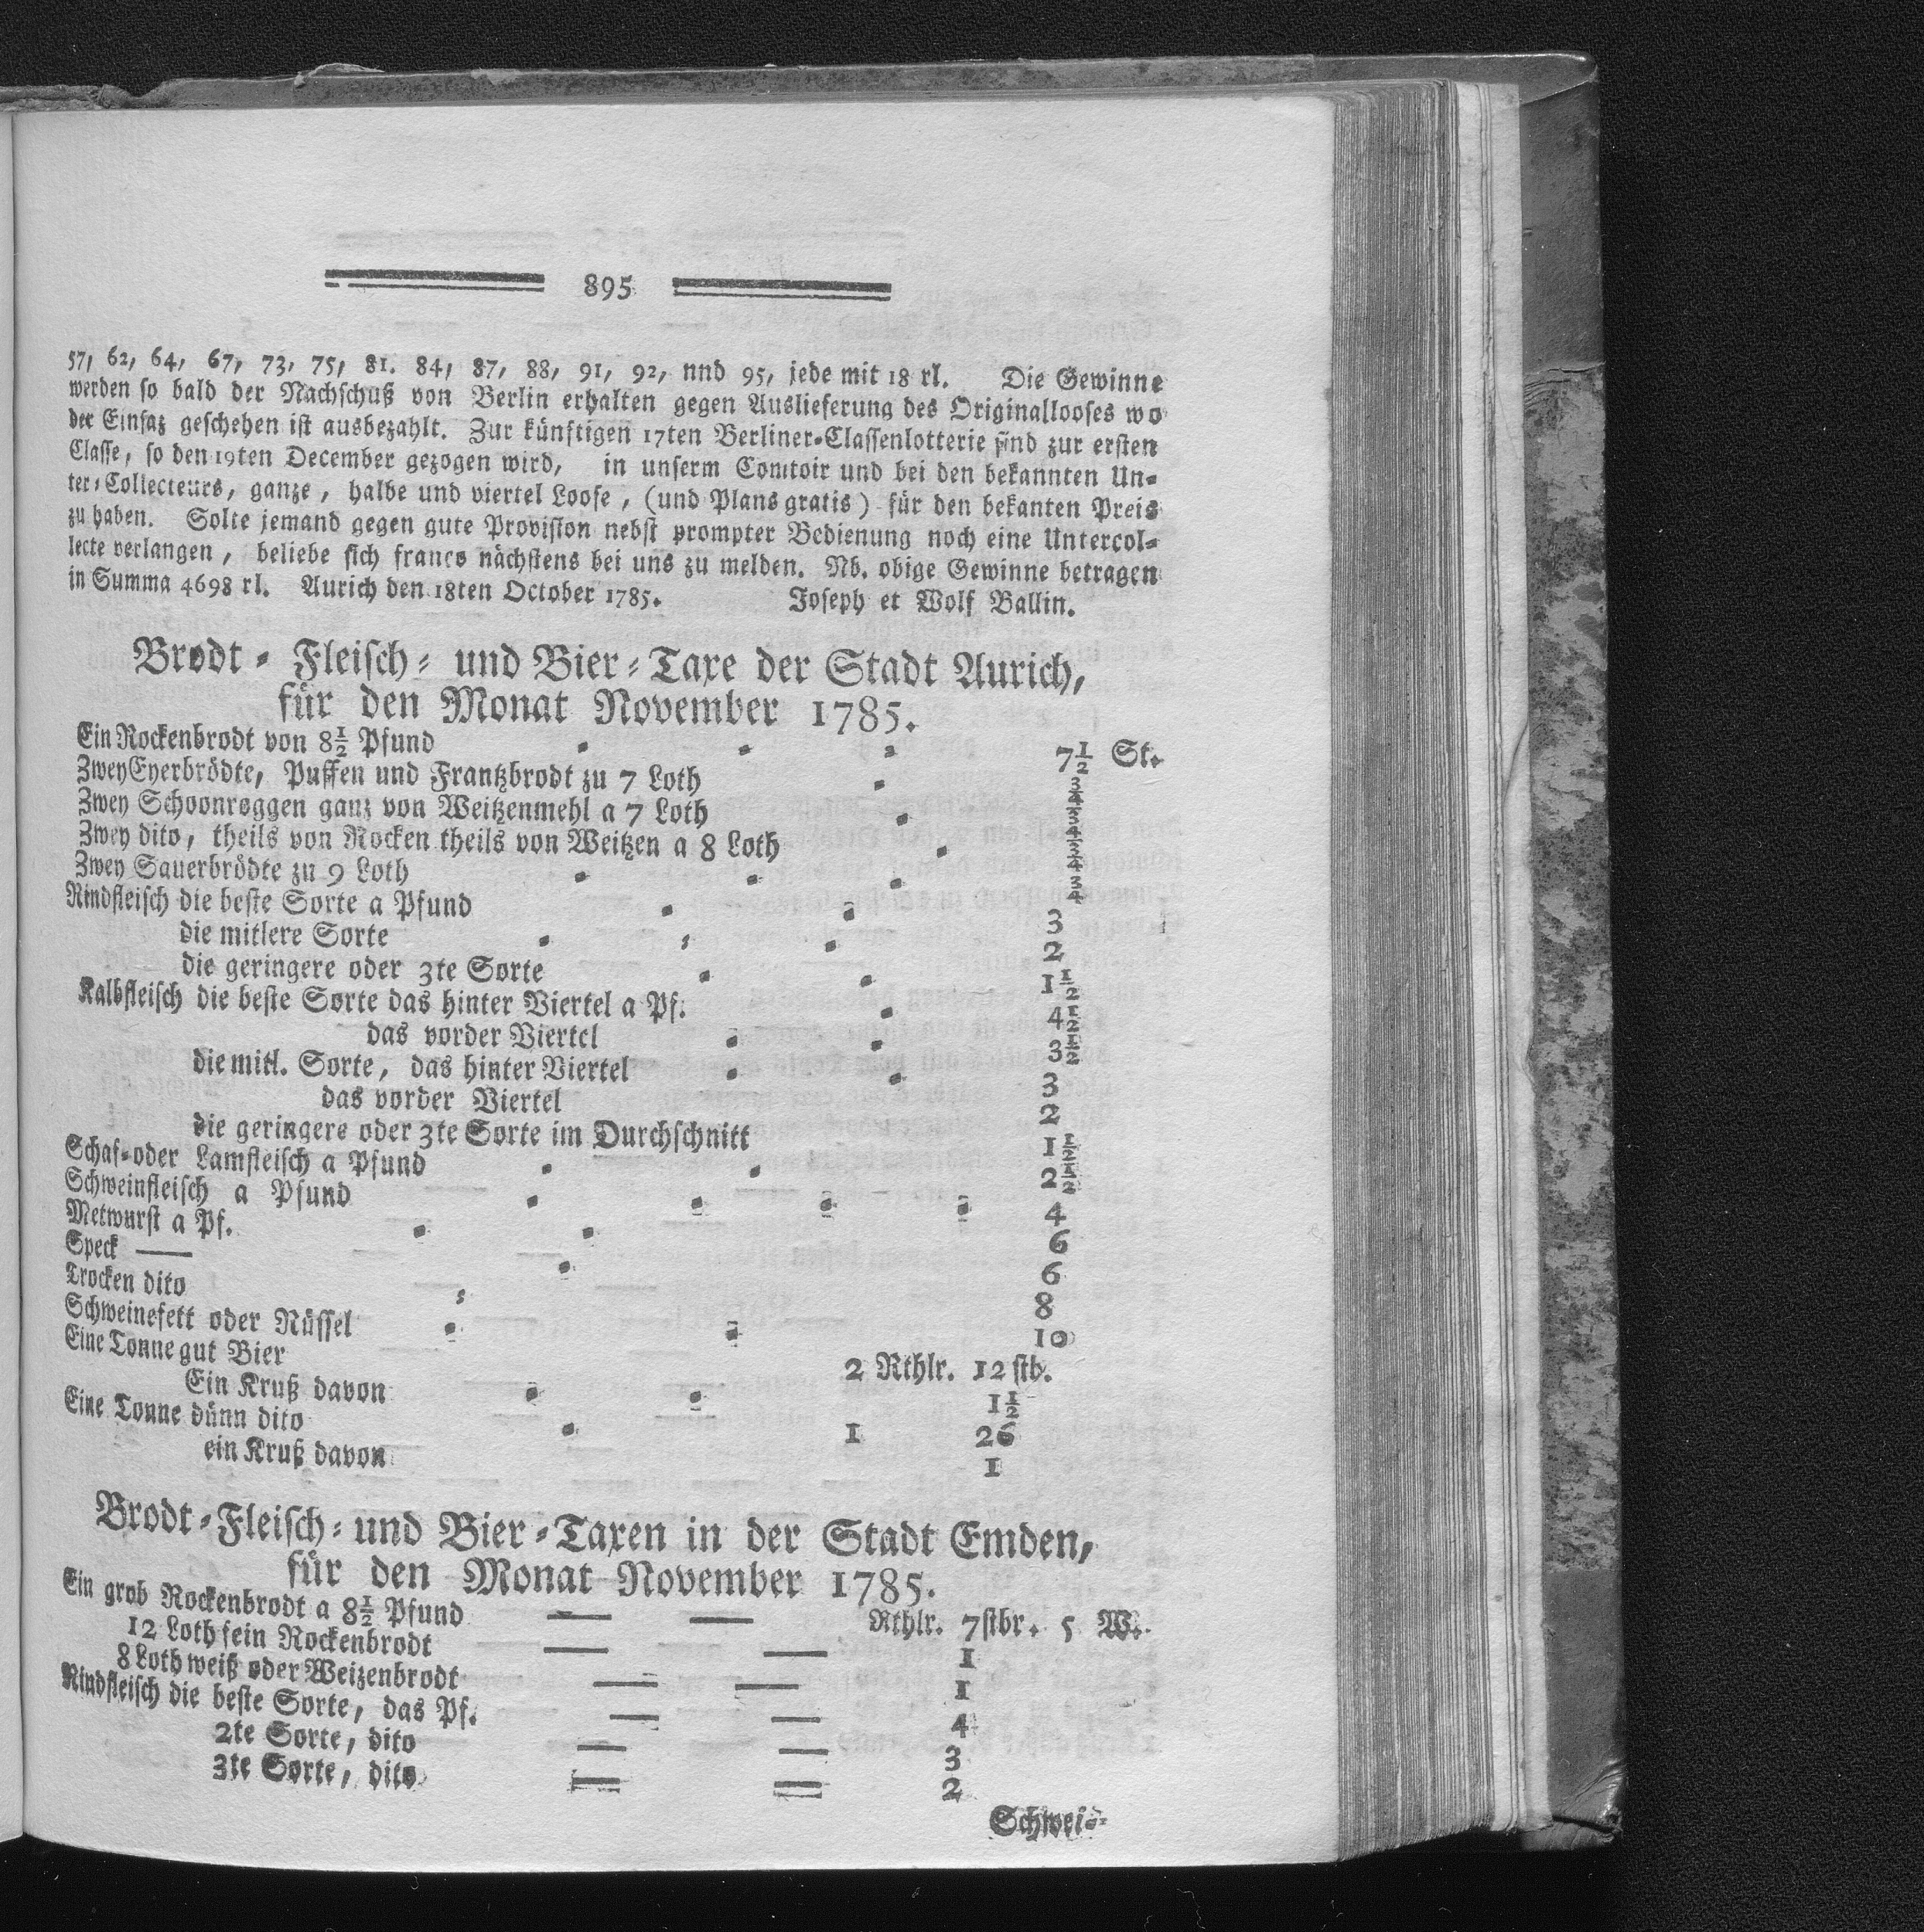 895
57, 62, 64, 67, 73, 75, 81. 84, 87, 88, 91, 92, nnd 95, jede mit 18 rl. Die Gewinne
werden so bald der Nachschuß von Berlin erhalten gegen Auslieferung des Originallooses wo
der Einsaz geschehen ist ausbezahlt. Zur künftigen 17ten Berliner-Classenlotterie sind zur ersten
Classe, so den 19ten December gezogen wird, in unserm Comtoir und bei den bekannten Un-
ter-Collecteurs, ganze, halbe und viertel Loose, (und Plans gratis) für den bekanten Preis
zu haben. Solte jemand gegen gute Provision nebst prompter Bedienung noch eine Untercol-
lecte verlangen, beliebe sich franco nächstens bei uns zu melden. Nb. obige Gewinne betragen
in Summa 4698 rl. Aurich den 18ten October 1785. Joseph et Wolf Ballin.
Brodt- Fleisch- und Bier-Taxe der Stadt Aurich,
für den Monat November 1785.
Ein Rockenbrodt von 8½ Pfund 7½ St.
Zwey Eyerbrödte, Puffen und Frantzbrodt zu 7 Loth ¾
Zwey Schoonroggen ganz von Weitzenmehl a 7 Loth ¾
Zwey dito, theils von Rocken theils von Weitzen a 8 Loth ¾
Zwey Sauerbrödte zu 9 Loth ¾
Rindfleisch die beste Sorte a Pfund 3
die mitlere Sorte 2
die geringere oder 3te Sorte 1½
Kalbfleisch die beste Sorte das hinter Viertel a Pf. 4½
das vorder Viertel 3½
die mitl. Sorte, das hinter Viertel 3
das vorder Viertel 2
die geringere oder 3te Sorte im Durchschnitt 1½
Schaf-oder Lamfleisch a Pfund 2½
Schweinfleisch a Pfund 4
Metwurst a Pf. 6
Speck — 6
Trocken dito 8
Schweinefett oder Rüssel 10
Eine Tonne gut Bier 2 Rthlr. 12 stb.
Ein Kruß davon 1½
Eine Tonne dünn dito 1 26
ein Kruß davon 1
Brodt-Fleisch- und Bier-Taxen in der Stadt Emden,
für den Monat November 1785.
Ein grob Rockenbrodt a 8½ Pfund — — Rthlr. 7stbr. 5 W.
12 Loth fein Rockenbrodt — — 1
8 Loth weiß oder Weizenbrodt — — 1
Rindfleisch die beste Sorte, das Pf. — — 4
2te Sorte, dito — — 3
3te Sorte, dito — — 2
Schwei-